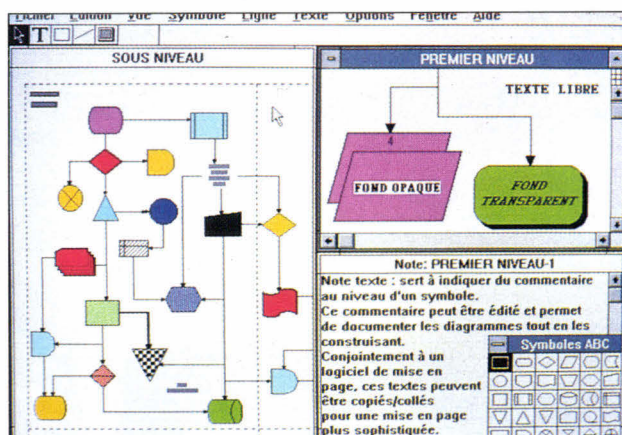 Fichier Edition Vue Symbole Ligne Texte Options Fenêtre Aide
T
SOUS NIVEAU
PREMIER NIVEAU
TEXTE LIBRE
4
FOND OPAQUE
FOND
TRANSPARENT
Note: PREMIER NIVEAU-1
Note texte : sert à indiquer du commentaire
au niveau d'un symbole.
Ce commentaire peut être édité et permet
de documenter les diagrammes tout en les
construisant.
Conjointement à un
logiciel de mise en
page, ces textes peuvent
être copiés/collés
pour une mise en page
plus sophistiquée.
Symboles ABC